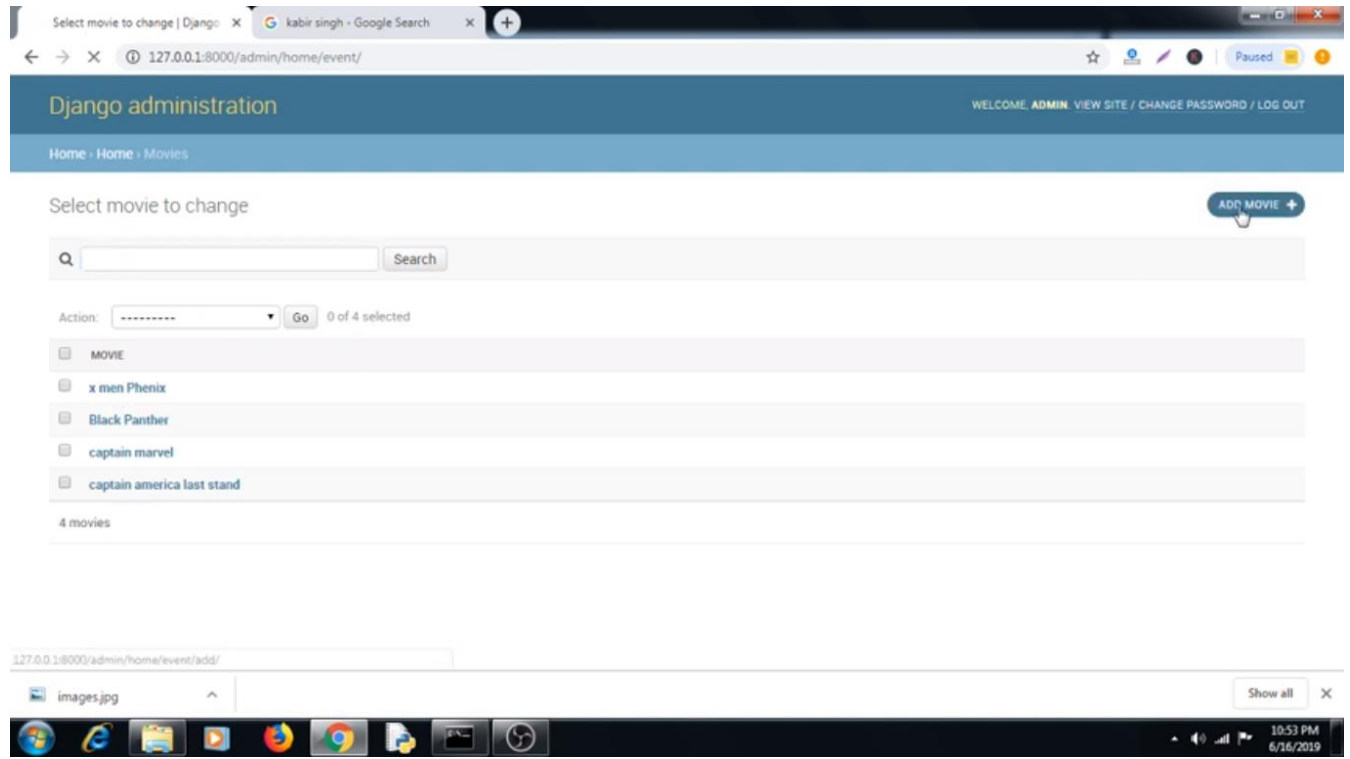 Select movie to change | Django
kabir singh - Google Search
127.0.0.1:8000/admin/home/event/
Paused
Django administration
WELCOME, ADMIN. VIEW SITE / CHANGE PASSWORD / LOG OUT
Home › Home › Movies
Select movie to change
ADD MOVIE +
Search
Action: ---------
Go
0 of 4 selected
MOVIE
x men Phenix
Black Panther
captain marvel
captain america last stand
4 movies
127.0.0.1:8000/admin/home/event/add/
images.jpg
Show all
10:53 PM
6/16/2019